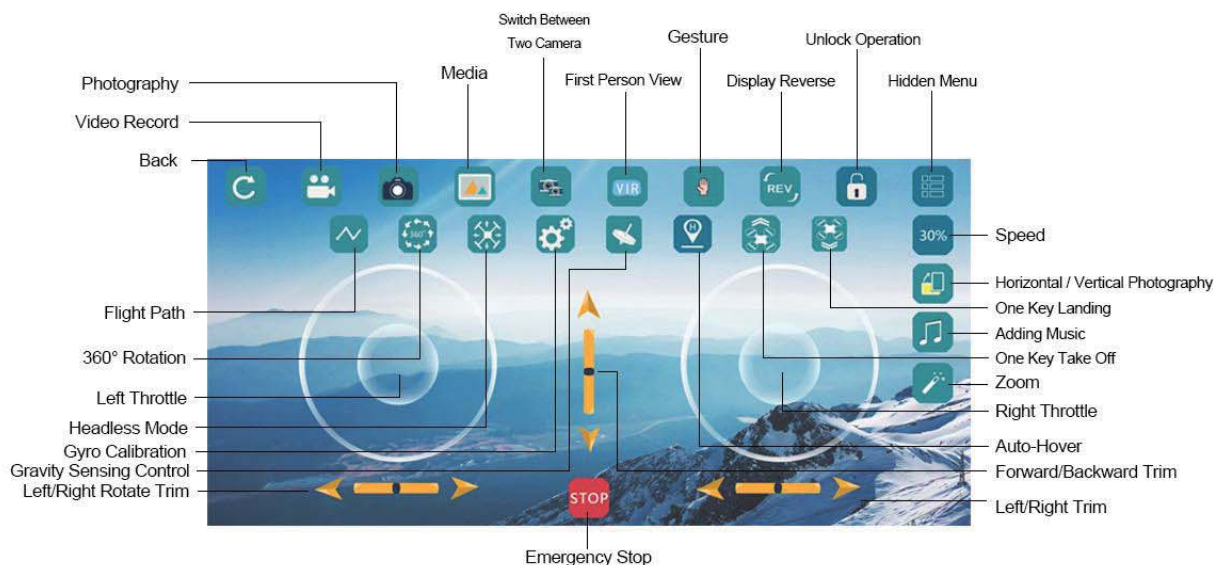 Switch Between
Two Camera
Gesture
Unlock Operation
Photography
Media
First Person View
Display Reverse
Hidden Menu
Video Record
Back
VIR
REV
360°
H
30%
Speed
Horizontal / Vertical Photography
Flight Path
One Key Landing
Adding Music
360° Rotation
One Key Take Off
Zoom
Left Throttle
Right Throttle
Headless Mode
Auto-Hover
Gyro Calibration
Gravity Sensing Control
Forward/Backward Trim
Left/Right Rotate Trim
STOP
Left/Right Trim
Emergency Stop